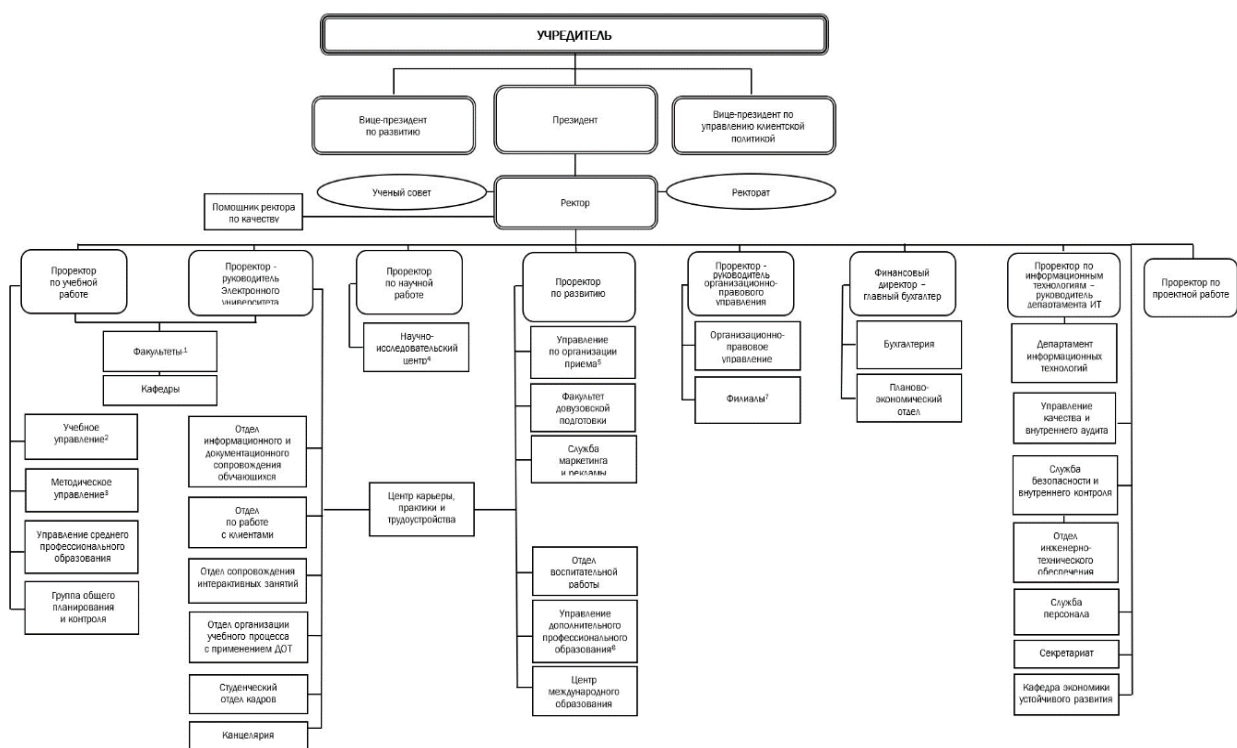 УЧРЕДИТЕЛЬ
Вице-президент
по развитию
Президент
Вице-президент по
управлению клиентской
политикой
Ученый совет
Ректор
Ректорат
Помощник ректора
по качеству
Проректор
по учебной
работе
Проректор -
руководитель
Электронного
университета
Проректор
по научной
работе
Проректор
по развитию
Проректор -
руководитель
организационно-
правового
управления
Финансовый
директор –
главный бухгалтер
Проректор по
информационным
технологиям –
руководитель
департамента ИТ
Проректор по
проектной работе
Факультеты¹
Кафедры
Учебное
управление²
Методическое
управление³
Управление среднего
профессионального
образования
Группа общего
планирования
и контроля
Отдел
информационного и
документационного
сопровождения
обучающихся
Отдел
по работе
с клиентами
Отдел сопровождения
интерактивных занятий
Отдел организации
учебного процесса
с применением ДОТ
Студенческий
отдел кадров
Канцелярия
Научно-
исследовательский
центр⁴
Центр карьеры,
практики и
трудоустройства
Управление
по организации
приема⁵
Факультет
довузовской
подготовки
Служба
маркетинга
и рекламы
Отдел
воспитательной
работы
Управление
дополнительного
профессионального
образования⁶
Центр
международного
образования
Организационно-
правовое
управление
Филиалы⁷
Бухгалтерия
Планово-
экономический
отдел
Департамент
информационных
технологий
Управление
качества и
внутреннего аудита
Служба
безопасности и
внутреннего контроля
Отдел
инженерно-
технического
обеспечения
Служба
персонала
Секретариат
Кафедра экономики
устойчивого развития